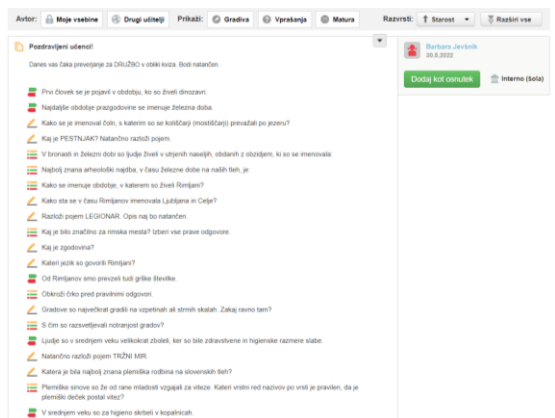 Avtor: Moje vsebine Drugi učitelji Prikaži: Gradiva Vprašanja Matura Razvrsti: Starost Razširi vse
Pozdravljeni učenci!
Danes vas čaka preverjanje za DRUŽBO v obliki kviza. Bodi natančen.
Barbara Jevšnik
30.5.2022
Dodaj kot osnutek Interno (šola)
Prvi človek se je pojavil v obdobju, ko so živeli dinozavri.
Najdaljše obdobje prazgodovine se imenuje železna doba.
Kako se je imenoval čoln, s katerim so se koliščarji (mostiščarji) prevažali po jezeru?
Kaj je PESTNJAK? Natančno razloži pojem.
V bronasti in železni dobi so ljudje živeli v utrjenih naseljih, obdanih z obzidjem, ki so se imenovala:
Najbolj znana arheološki najdba, v času železne dobe na naših tleh, je:
Kako se imenuje obdobje, v katerem so živeli Rimljani?
Kako sta se v času Rimljanov imenovala Ljubljana in Celje?
Razloži pojem LEGIONAR. Opis naj bo natančen.
Kaj je bilo značilno za rimska mesta? Izberi vse prave odgovore.
Kaj je zgodovina?
Kateri jezik so govorili Rimljani?
Od Rimljanov smo prevzeli tudi grške številke.
Obkroži črko pred pravilnimi odgovori.
Gradove so največkrat gradili na vzpetinah ali strmih skalah. Zakaj ravno tam?
S čim so razsvetljevali notranjost gradov?
Ljudje so v srednjem veku velikokrat zboleli, ker so bile zdravstvene in higienske razmere slabe.
Natančno razloži pojem TRŽNI MIR.
Katera je bila najbolj znana plemiška rodbina na slovenskih tleh?
Plemiške sinove so že od rane mladosti vzgajali za viteze. Kateri vrstni red nazivov po vrsti je pravilen, da je
plemiški deček postal vitez?
V srednjem veku so za higieno skrbeli v kopalnicah.